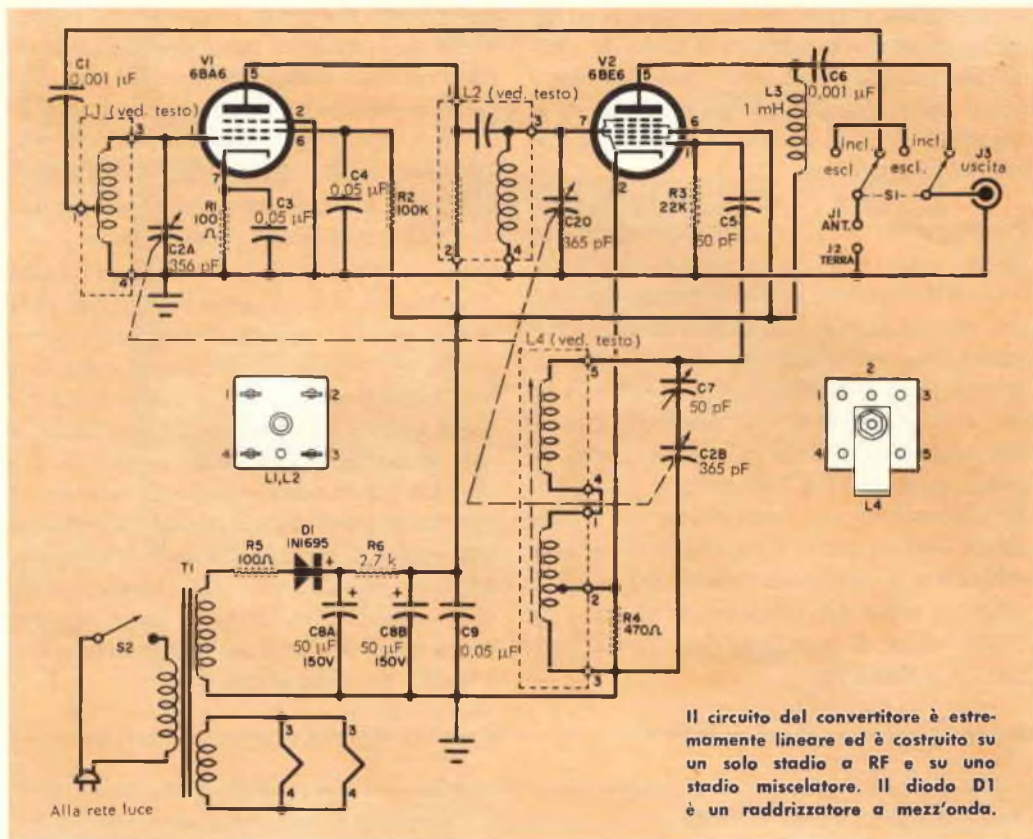 C1
0,001 µF
V1
6BA6
5
2
6
1
7
L1 (ved. testo)
3
4
C2A
356 pF
R1
100
Ω
C3
0,05 µF
C4
0,05 µF
R2
100K
1
L2 (ved. testo)
3
2
4
C2O
365 pF
V2
6BE6
5
7
6
1
2
R3
22K
C5
50 pF
L3
1 mH
C6
0,001 µF
incl.
escl.
incl.
escl.
S1
J1
ANT.
J2
TERRA
J3
uscita
L4 (ved. testo)
5
4
1
2
3
C7
50 pF
C2B
365 pF
R4
470Ω
1
2
4
3
L1,L2
2
1
3
4
5
L4
T1
S2
Alla rete luce
R5
100Ω
D1
1N1695
+
R6
2.7 k
+
C8A
50 µF
150V
+
C8B
50 µF
150V
C9
0,05 µF
3
3
4
4
Il circuito del convertitore è estre-
mamente lineare ed è costruito su
un solo stadio a RF e su uno
stadio miscelatore. Il diodo D1
è un raddrizzatore a mezz'onda.